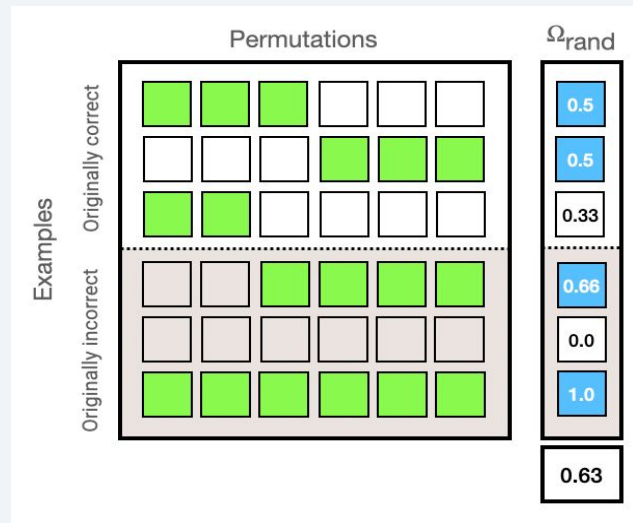 Permutations
Ωrand
Examples
Originally correct
Originally incorrect
0.5
0.5
0.33
0.66
0.0
1.0
0.63